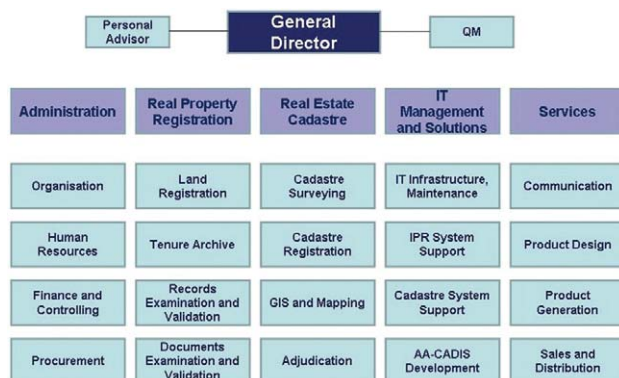 Personal
Advisor
General
Director
QM
Administration
Real Property
Registration
Real Estate
Cadastre
IT
Management
and Solutions
Services
Organisation
Land
Registration
Cadastre
Surveying
IT Infrastructure,
Maintenance
Communication
Human
Resources
Tenure Archive
Cadastre
Registration
IPR System
Support
Product Design
Finance and
Controlling
Records
Examination and
Validation
GIS and Mapping
Cadastre System
Support
Product
Generation
Procurement
Documents
Examination and
Validation
Adjudication
AA-CADIS
Development
Sales and
Distribution